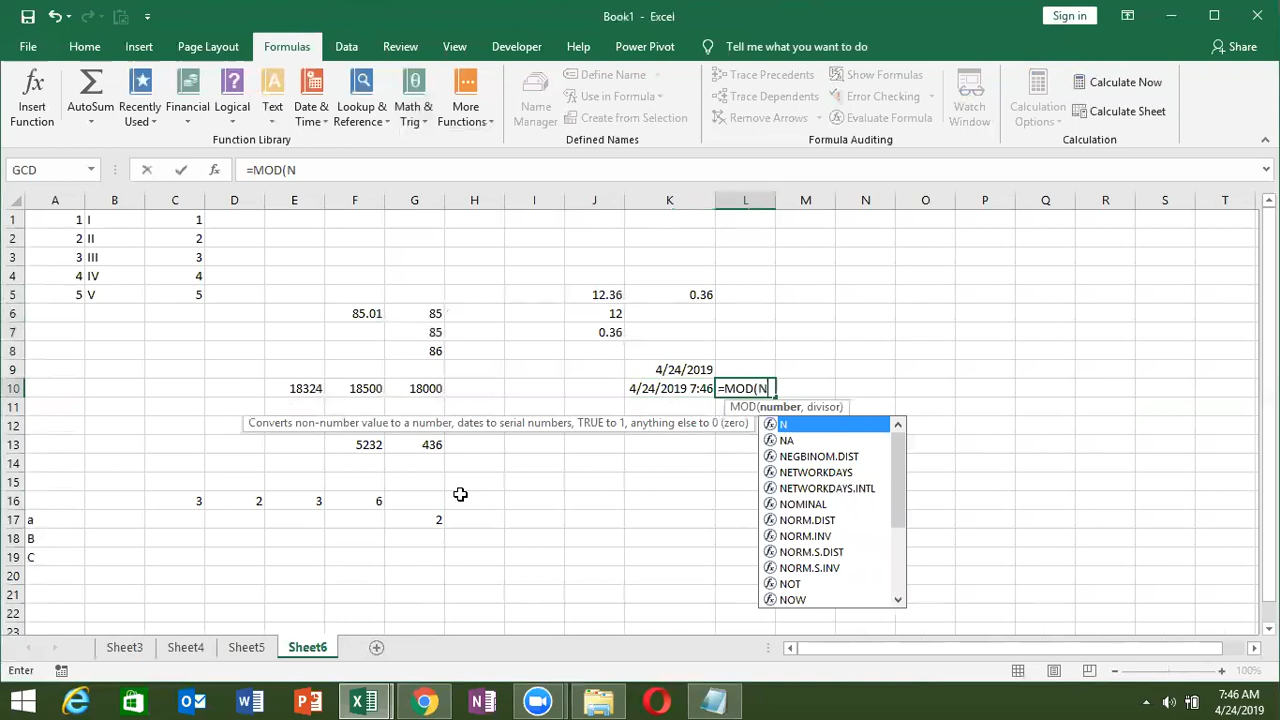 Book1 - Excel
Sign in
File Home Insert Page Layout Formulas Data Review View Developer Help Power Pivot Tell me what you want to do Share
Insert Function
AutoSum
Recently Used
Financial
Logical
Text
Date & Time
Lookup & Reference
Math & Trig
More Functions
Function Library
Name Manager
Define Name
Use in Formula
Create from Selection
Defined Names
Trace Precedents
Trace Dependents
Remove Arrows
Show Formulas
Error Checking
Evaluate Formula
Formula Auditing
Watch Window
Calculation Options
Calculate Now
Calculate Sheet
Calculation
GCD fx =MOD(N
A B C D E F G H I J K L M N O P Q R S T
1 1 I 1
2 2 II 2
3 3 III 3
4 4 IV 4
5 5 V 5 12.36 0.36
6 85.01 85 12
7 85 0.36
8 86
9 4/24/2019
10 18324 18500 18000 4/24/2019 7:46 =MOD(N
11 MOD(number, divisor)
12 Converts non-number value to a number, dates to serial numbers, TRUE to 1, anything else to 0 (zero) N
NA
13 5232 436 NEGBINOM.DIST
14 NETWORKDAYS
15 NETWORKDAYS.INTL
16 3 2 3 6 NOMINAL
17 a 2 NORM.DIST
18 B NORM.INV
19 C NORM.S.DIST
20 NORM.S.INV
21 NOT
NOW
22
23
Sheet3 Sheet4 Sheet5 Sheet6
Enter 100%
7:46 AM
4/24/2019